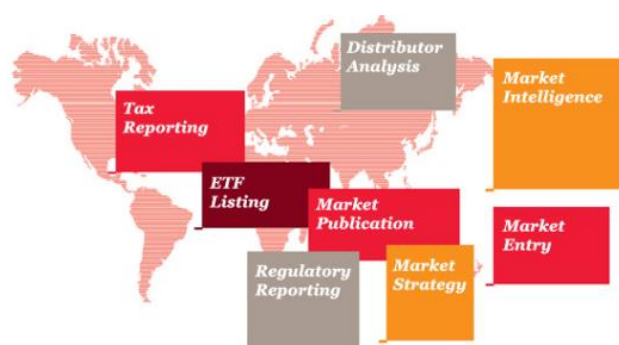 Distributor
Analysis
Market
Intelligence
Tax
Reporting
ETF
Listing
Market
Publication
Market
Entry
Regulatory
Reporting
Market
Strategy